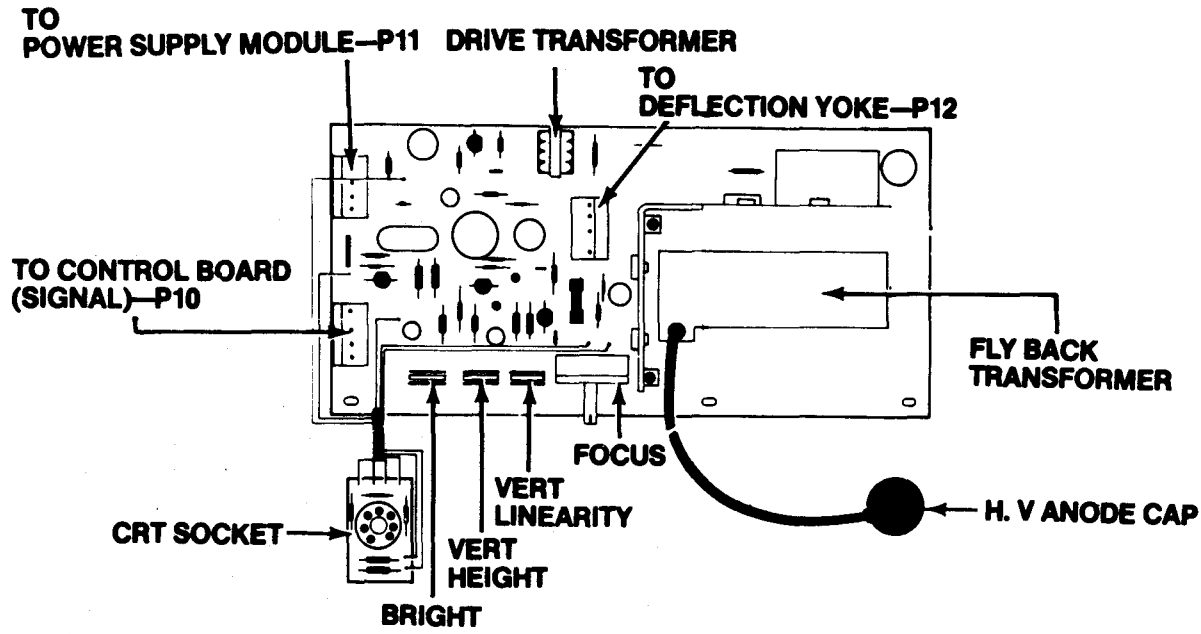 TO
POWER SUPPLY MODULE—P11
DRIVE TRANSFORMER
TO
DEFLECTION YOKE—P12
TO CONTROL BOARD
(SIGNAL)—P10
FLY BACK
TRANSFORMER
FOCUS
VERT
LINEARITY
H. V ANODE CAP
CRT SOCKET
VERT
HEIGHT
BRIGHT